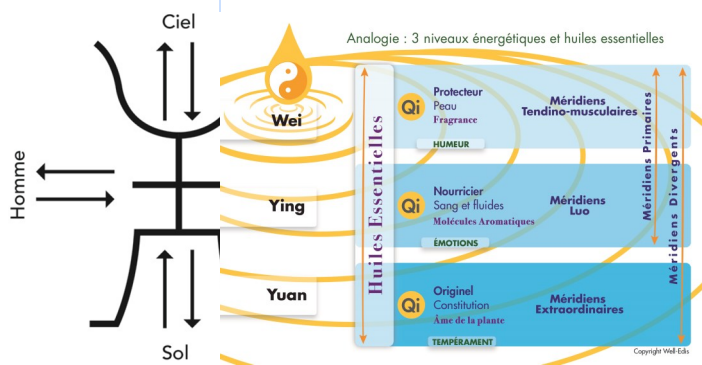 Ciel
Homme
Sol
Analogie : 3 niveaux énergétiques et huiles essentielles
Wei
Ying
Yuan
Huiles Essentielles
Qi
Protecteur
Peau
Fragrance
HUMEUR
Méridiens
Tendino-musculaires
Qi
Nourricier
Sang et fluides
Molécules Aromatiques
ÉMOTIONS
Méridiens
Luo
Qi
Originel
Constitution
Âme de la plante
TEMPÉRAMENT
Méridiens
Extraordinaires
Méridiens Primaires
Méridiens Divergents
Copyright Well-Edis